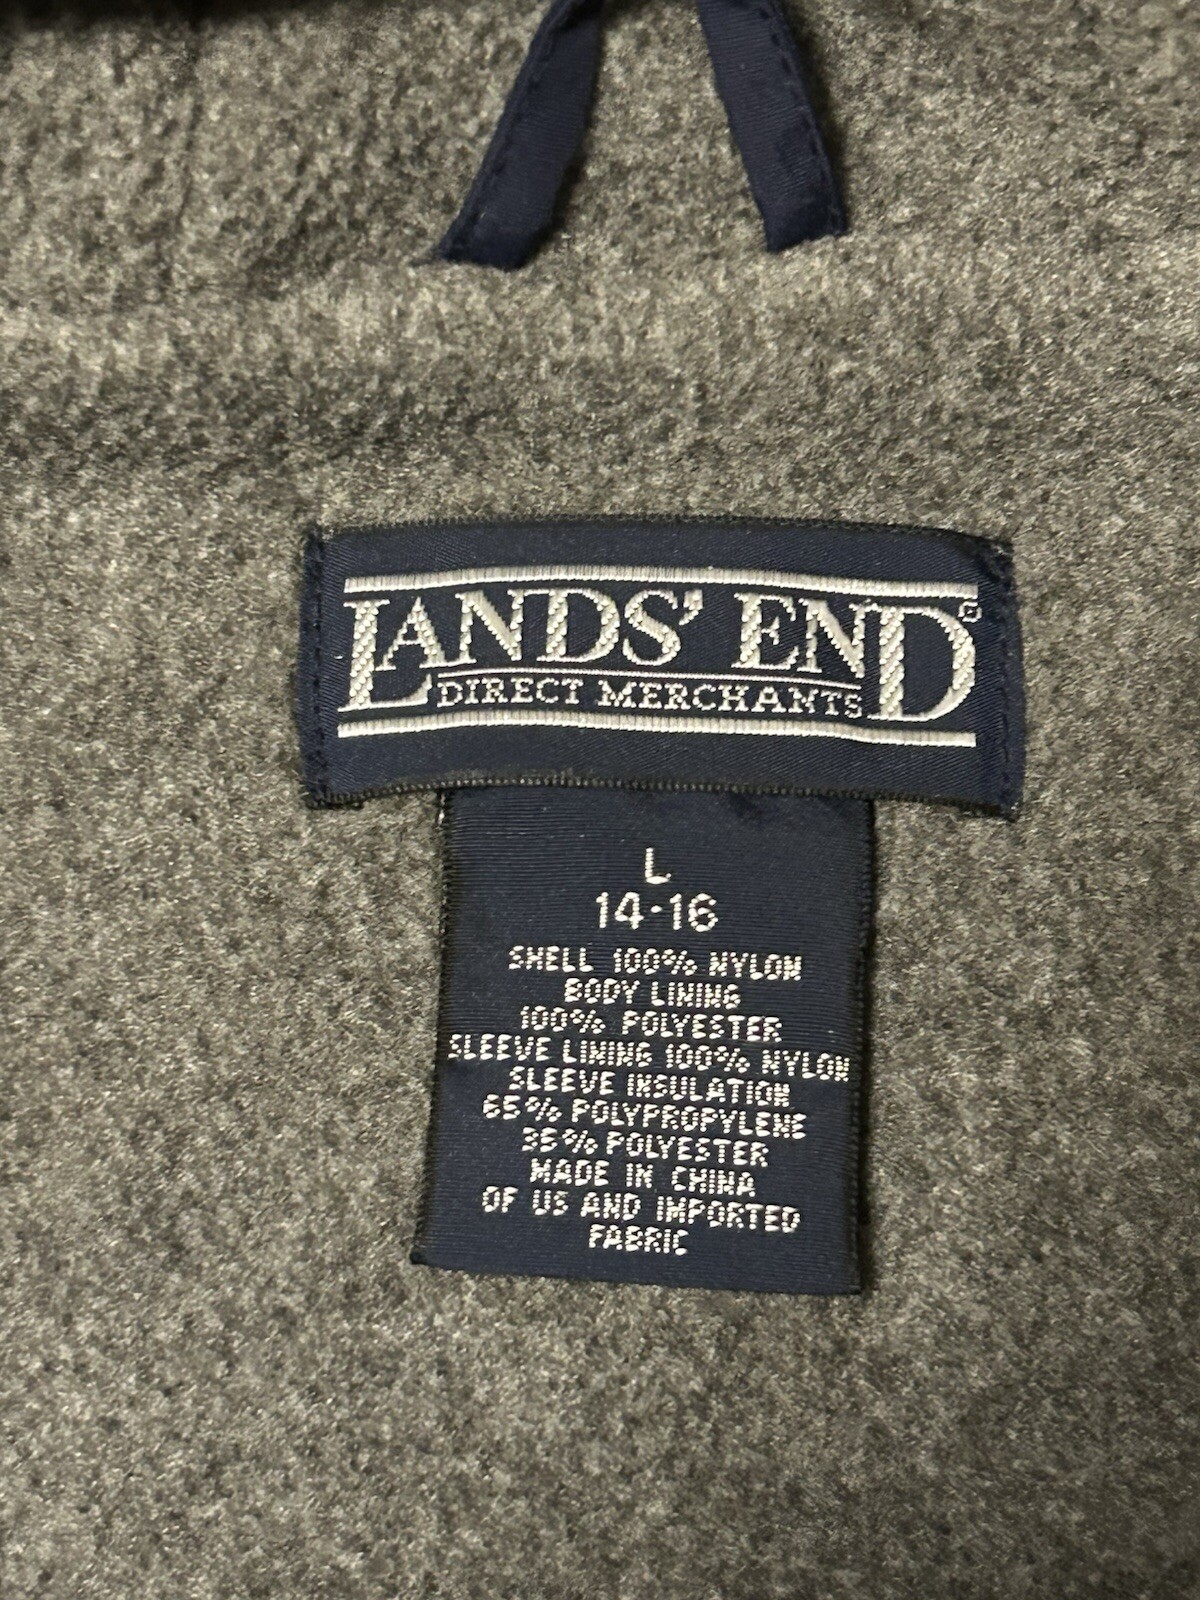 LANDS' END®
DIRECT MERCHANTS
L
14-16
SHELL 100% NYLON
BODY LINING
100% POLYESTER
SLEEVE LINING 100% NYLON
SLEEVE INSULATION
65% POLYPROPYLENE
35% POLYESTER
MADE IN CHINA
OF US AND IMPORTED
FABRIC